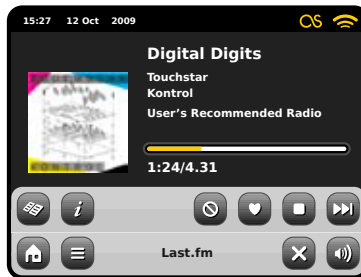 15:27 12 Oct 2009
Digital Digits
Touchstar
Kontrol
User's Recommended Radio
1:24/4.31
Last.fm